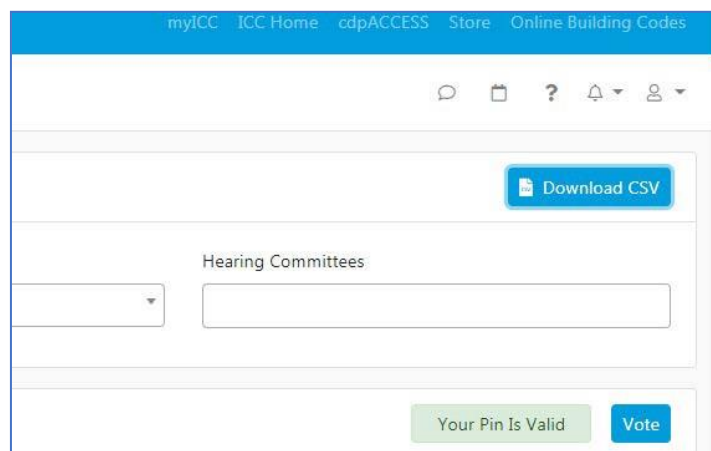 myICC ICC Home cdpACCESS Store Online Building Codes
?
Download CSV
Hearing Committees
Your Pin Is Valid Vote